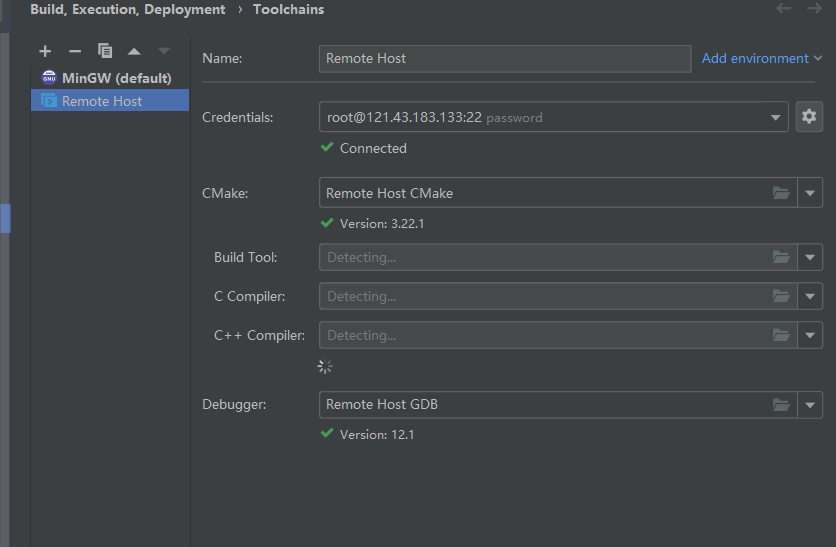 Build, Execution, Deployment › Toolchains
MinGW (default)
Remote Host
Name: Remote Host Add environment
Credentials: root@121.43.183.133:22 password
Connected
CMake: Remote Host CMake
Version: 3.22.1
Build Tool: Detecting...
C Compiler: Detecting...
C++ Compiler: Detecting...
Debugger: Remote Host GDB
Version: 12.1